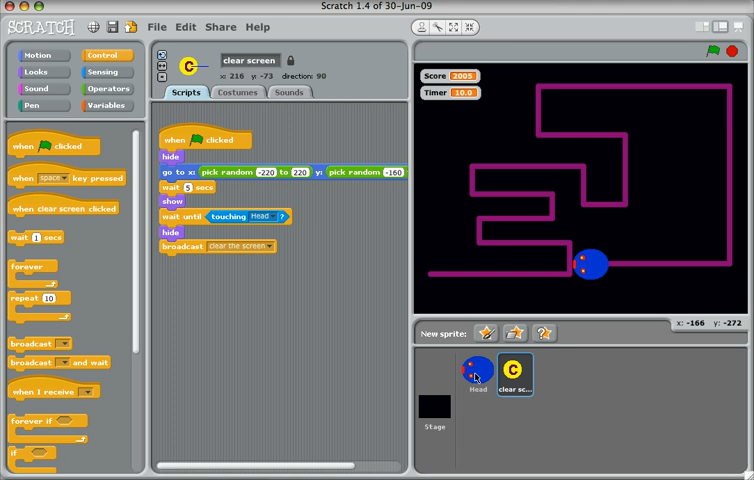 Scratch 1.4 of 30-Jun-09
SCRATCH File Edit Share Help
Motion Control
Looks Sensing
Sound Operators
Pen Variables
when clicked
when space key pressed
when clear screen clicked
wait 1 secs
forever
repeat 10
broadcast
broadcast and wait
when I receive
forever if
if
clear screen
x: 216 y: -73 direction: 90
Scripts Costumes Sounds
when clicked
hide
go to x: pick random -220 to 220 y: pick random -160
wait 5 secs
show
wait until touching Head ?
hide
broadcast clear the screen
Score 2005
Timer 10.0
x: -166 y: -272
New sprite:
C
C
Head
clear sc...
Stage